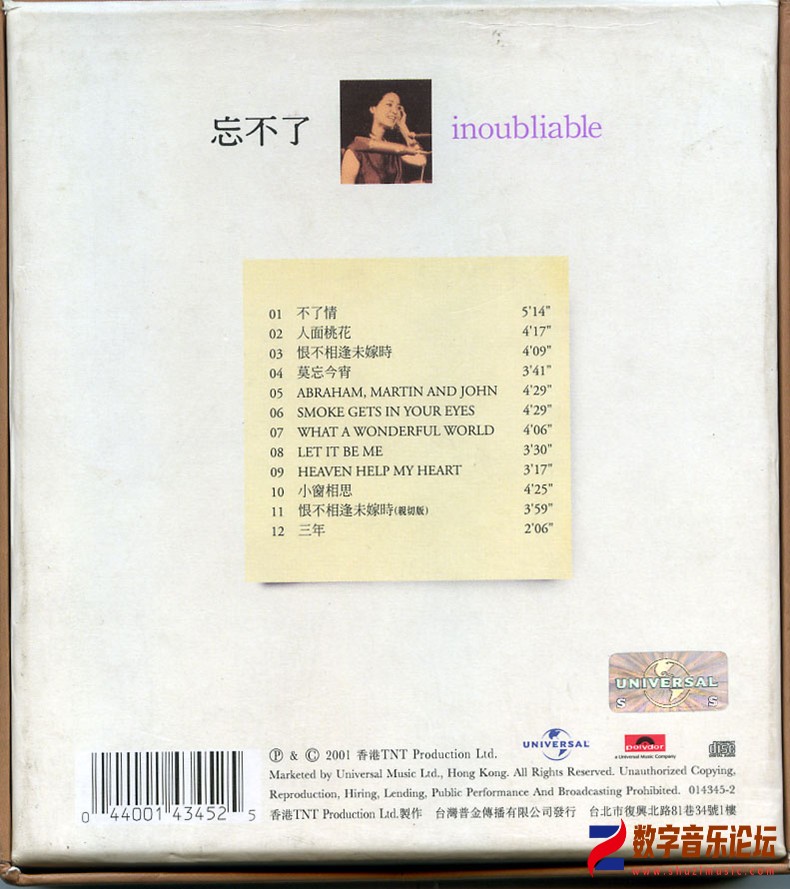 忘不了
inoubliable
01 不了情 5'14"
02 人面桃花 4'17"
03 恨不相逢未嫁時 4'09"
04 莫忘今宵 3'41"
05 ABRAHAM, MARTIN AND JOHN 4'29"
06 SMOKE GETS IN YOUR EYES 4'29"
07 WHAT A WONDERFUL WORLD 4'06"
08 LET IT BE ME 3'30"
09 HEAVEN HELP MY HEART 3'17"
10 小窗相思 4'25"
11 恨不相逢未嫁時(親切版) 3'59"
12 三年 2'06"
UNIVERSAL
S S
UNIVERSAL
polydor
a Universal Music Company
disc
DIGITAL AUDIO
Ⓟ & Ⓒ 2001 香港TNT Production Ltd.
Marketed by Universal Music Ltd., Hong Kong. All Rights Reserved. Unauthorized Copying,
Reproduction, Hiring, Lending, Public Performance And Broadcasting Prohibited. 014345-2
香港TNT Production Ltd.製作 台灣普金傳播有限公司發行 台北市復興北路81巷34號1樓
0 44001 43452 5
数字音乐论坛
www.shuzimusic.com